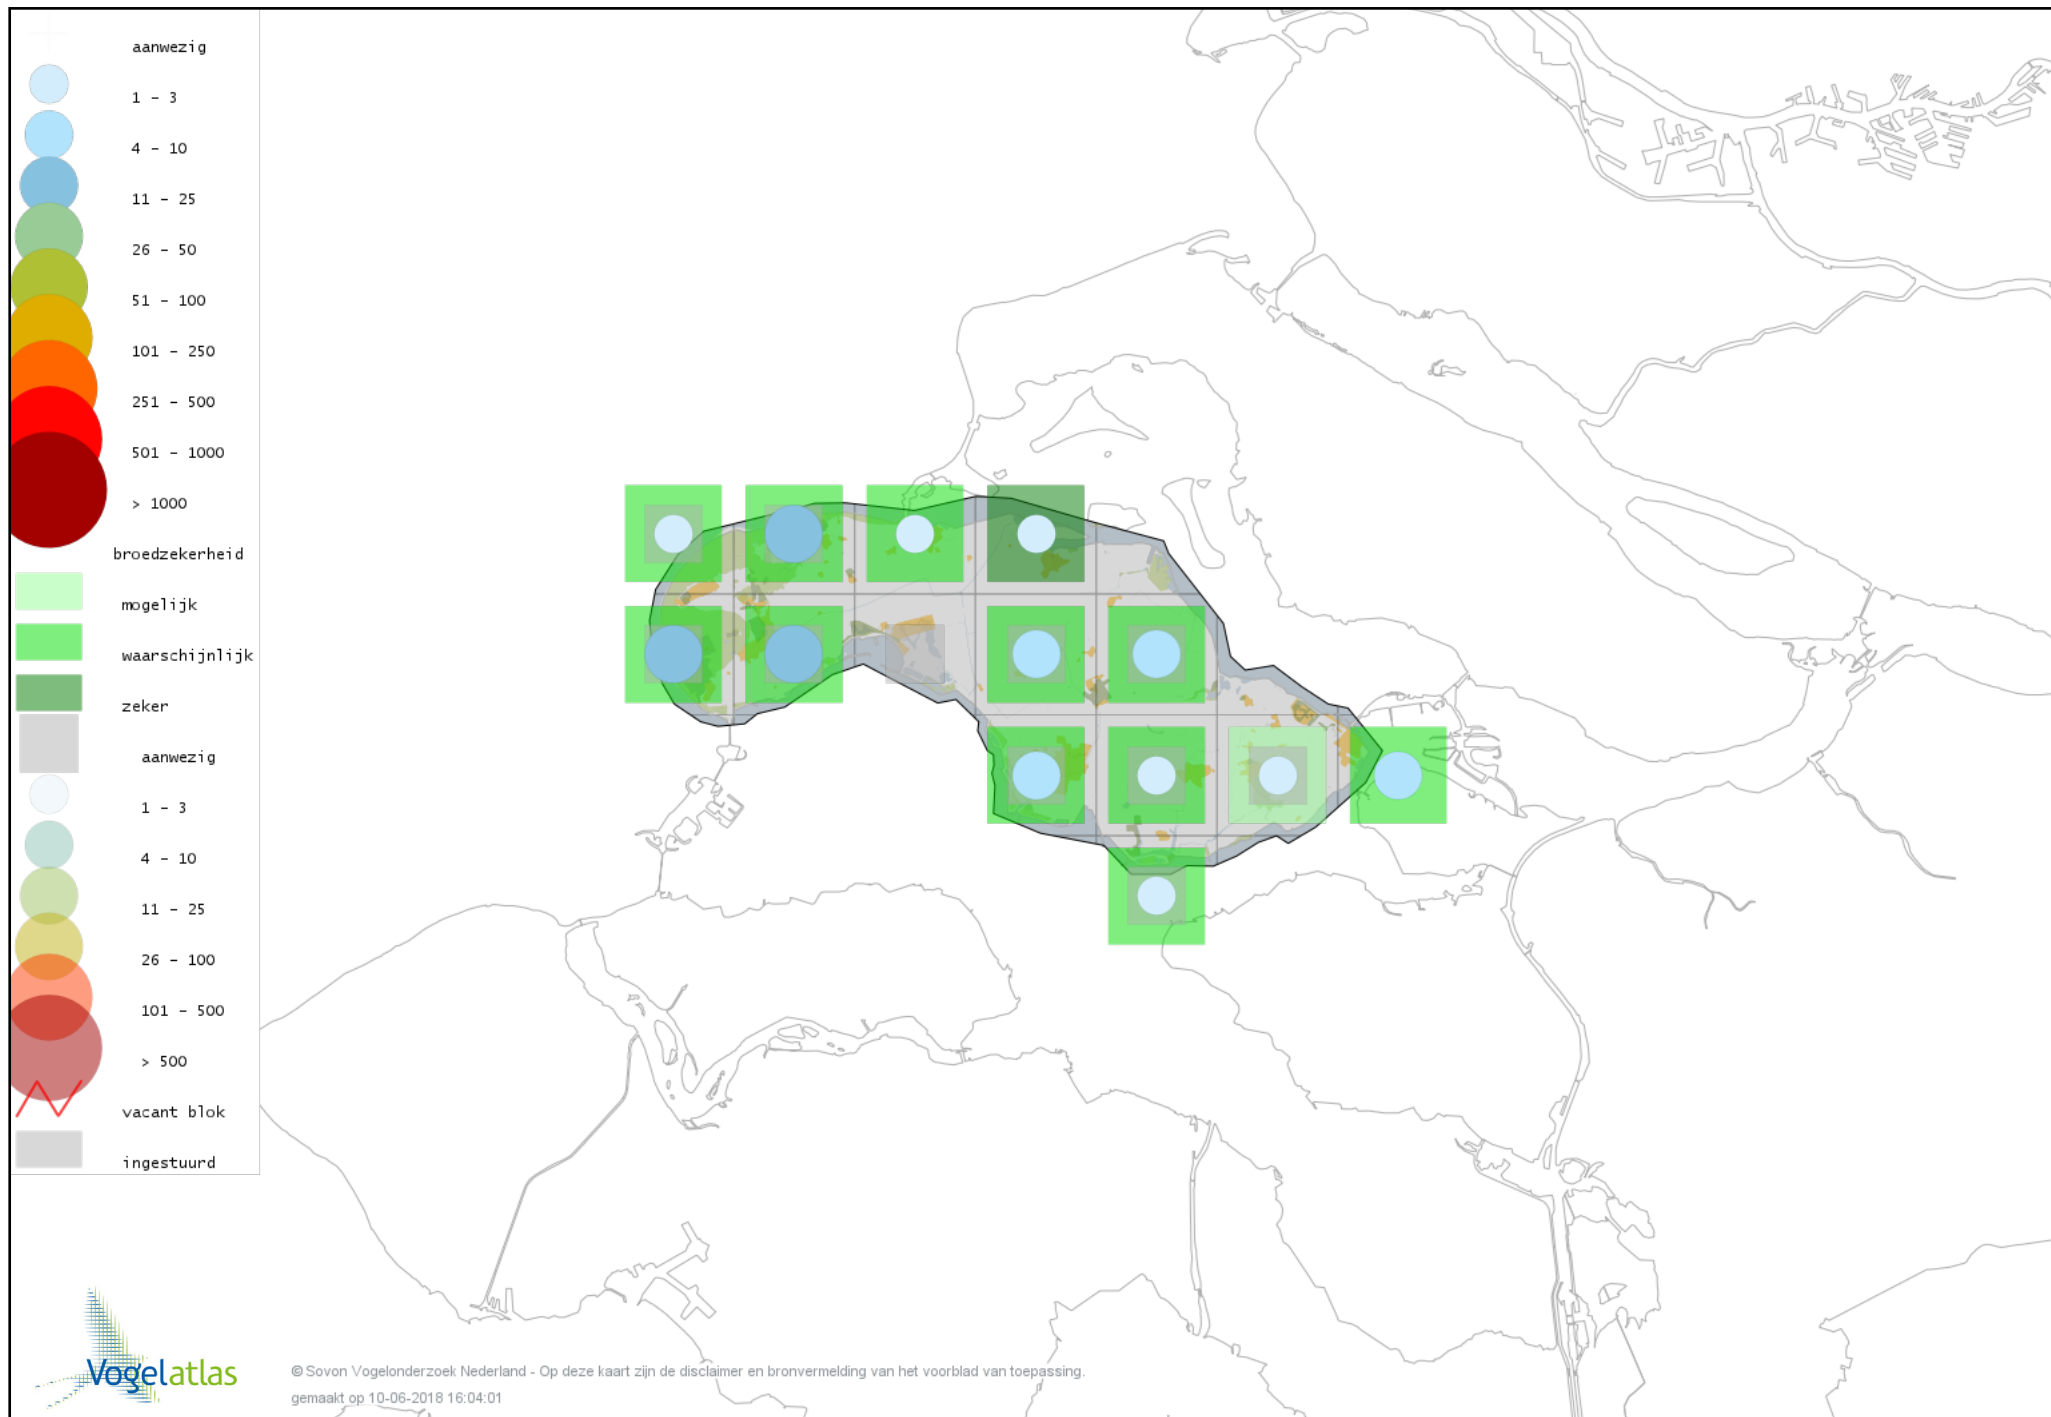 aanwezig
1 - 3
4 - 10
11 - 25
26 - 50
51 - 100
101 - 250
251 - 500
501 - 1000
> 1000
broedzekerheid
mogelijk
waarschijnlijk
zeker
aanwezig
1 - 3
4 - 10
11 - 25
26 - 100
101 - 500
> 500
vacant blok
ingestuurd
Vogelatlas
© Sovon Vogelonderzoek Nederland - Op deze kaart zijn de disclaimer en bronvermelding van het voorblad van toepassing.
gemaakt op 10-06-2018 16:04:01